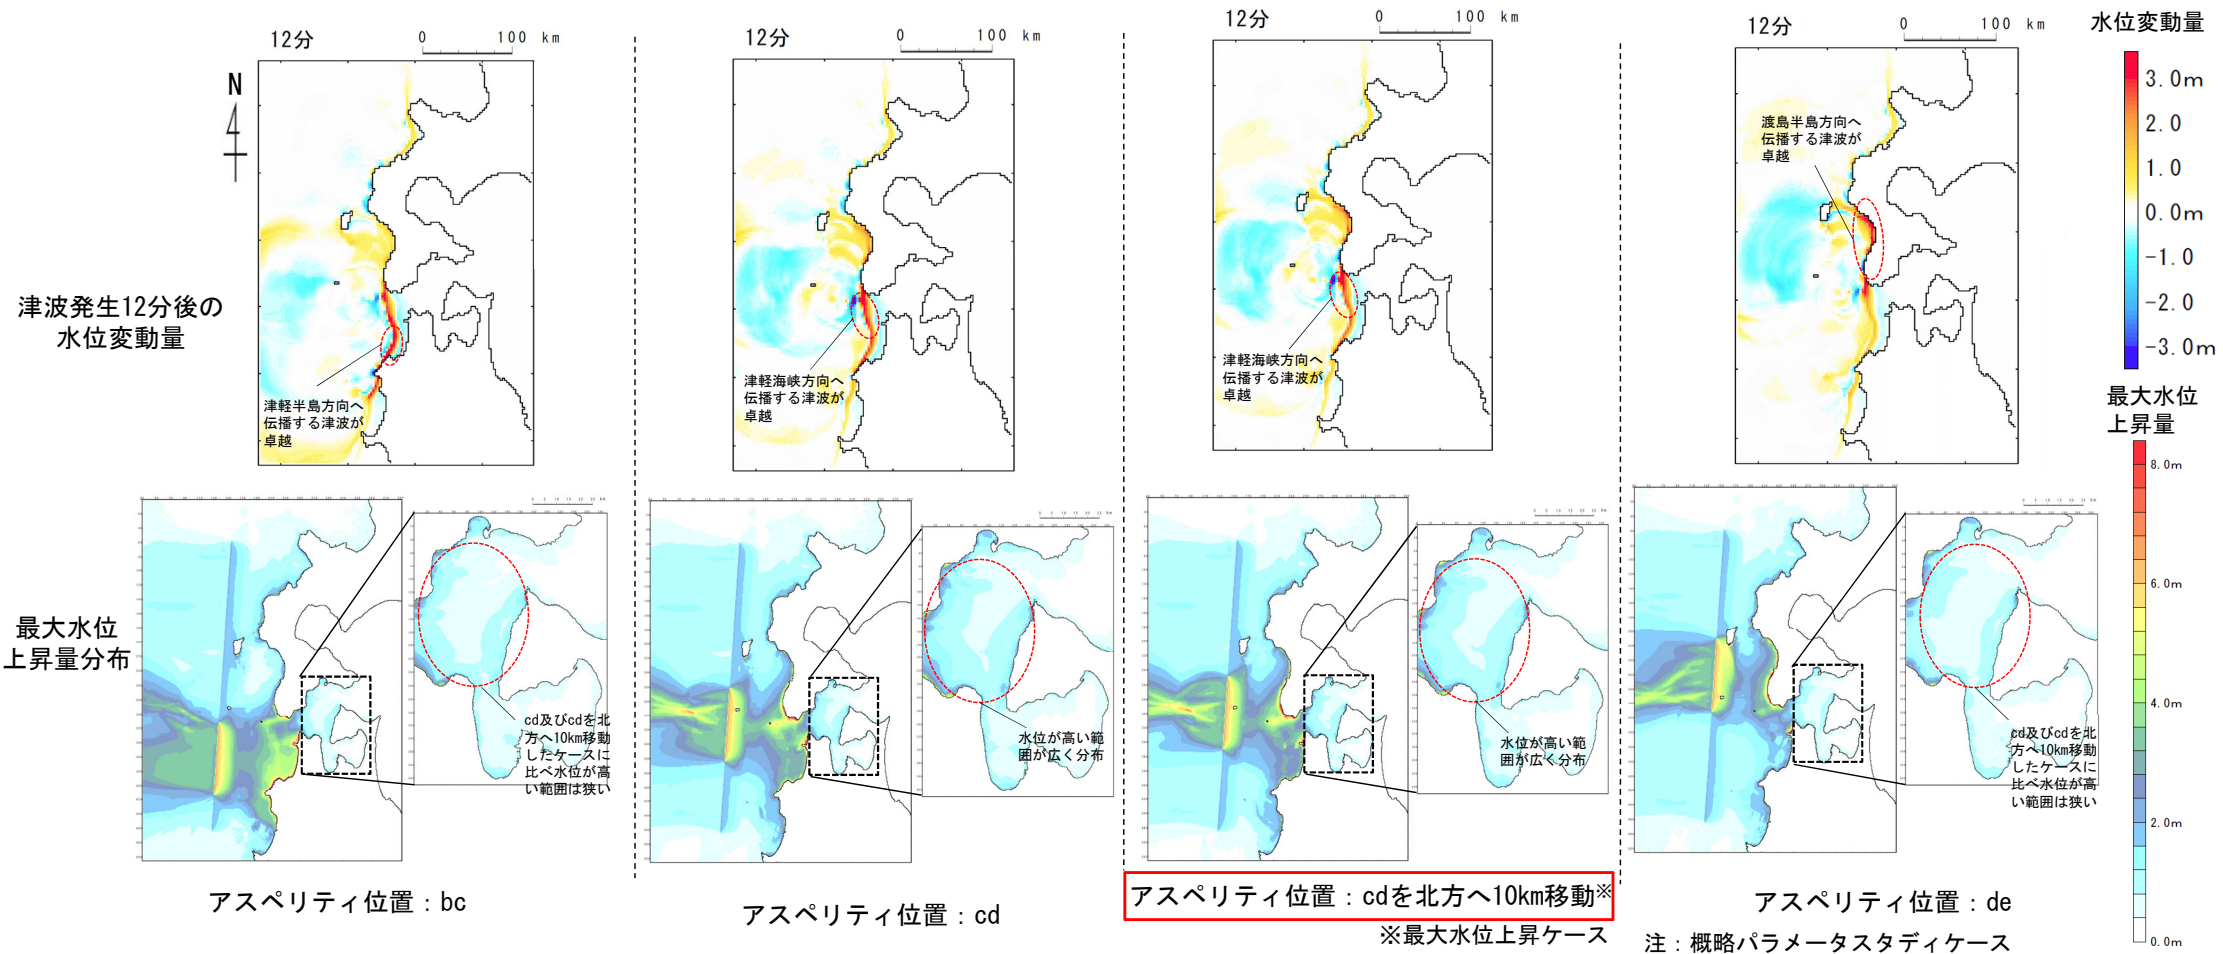 12分
0 100 km
N
12分
0 100 km
12分
0 100 km
12分
0 100 km
水位変動量
3.0m
2.0
1.0
0.0m
-1.0
-2.0
-3.0m
津波発生12分後の
水位変動量
津軽半島方向へ
伝播する津波が
卓越
津軽海峡方向へ
伝播する津波が
卓越
津軽海峡方向へ
伝播する津波が
卓越
渡島半島方向へ
伝播する津波が
卓越
最大水位
上昇量
8.0m
6.0m
4.0m
2.0m
0.0m
最大水位
上昇量分布
cd及びcdを北
方へ10km移動
したケースに
比べ水位が高
い範囲は狭い
水位が高い範
囲が広く分布
水位が高い範
囲が広く分布
cd及びcdを北
方へ10km移動
したケースに
比べ水位が高
い範囲は狭い
アスペリティ位置：bc
アスペリティ位置：cd
アスペリティ位置：cdを北方へ10km移動※
※最大水位上昇ケース
アスペリティ位置：de
注：概略パラメータスタディケース